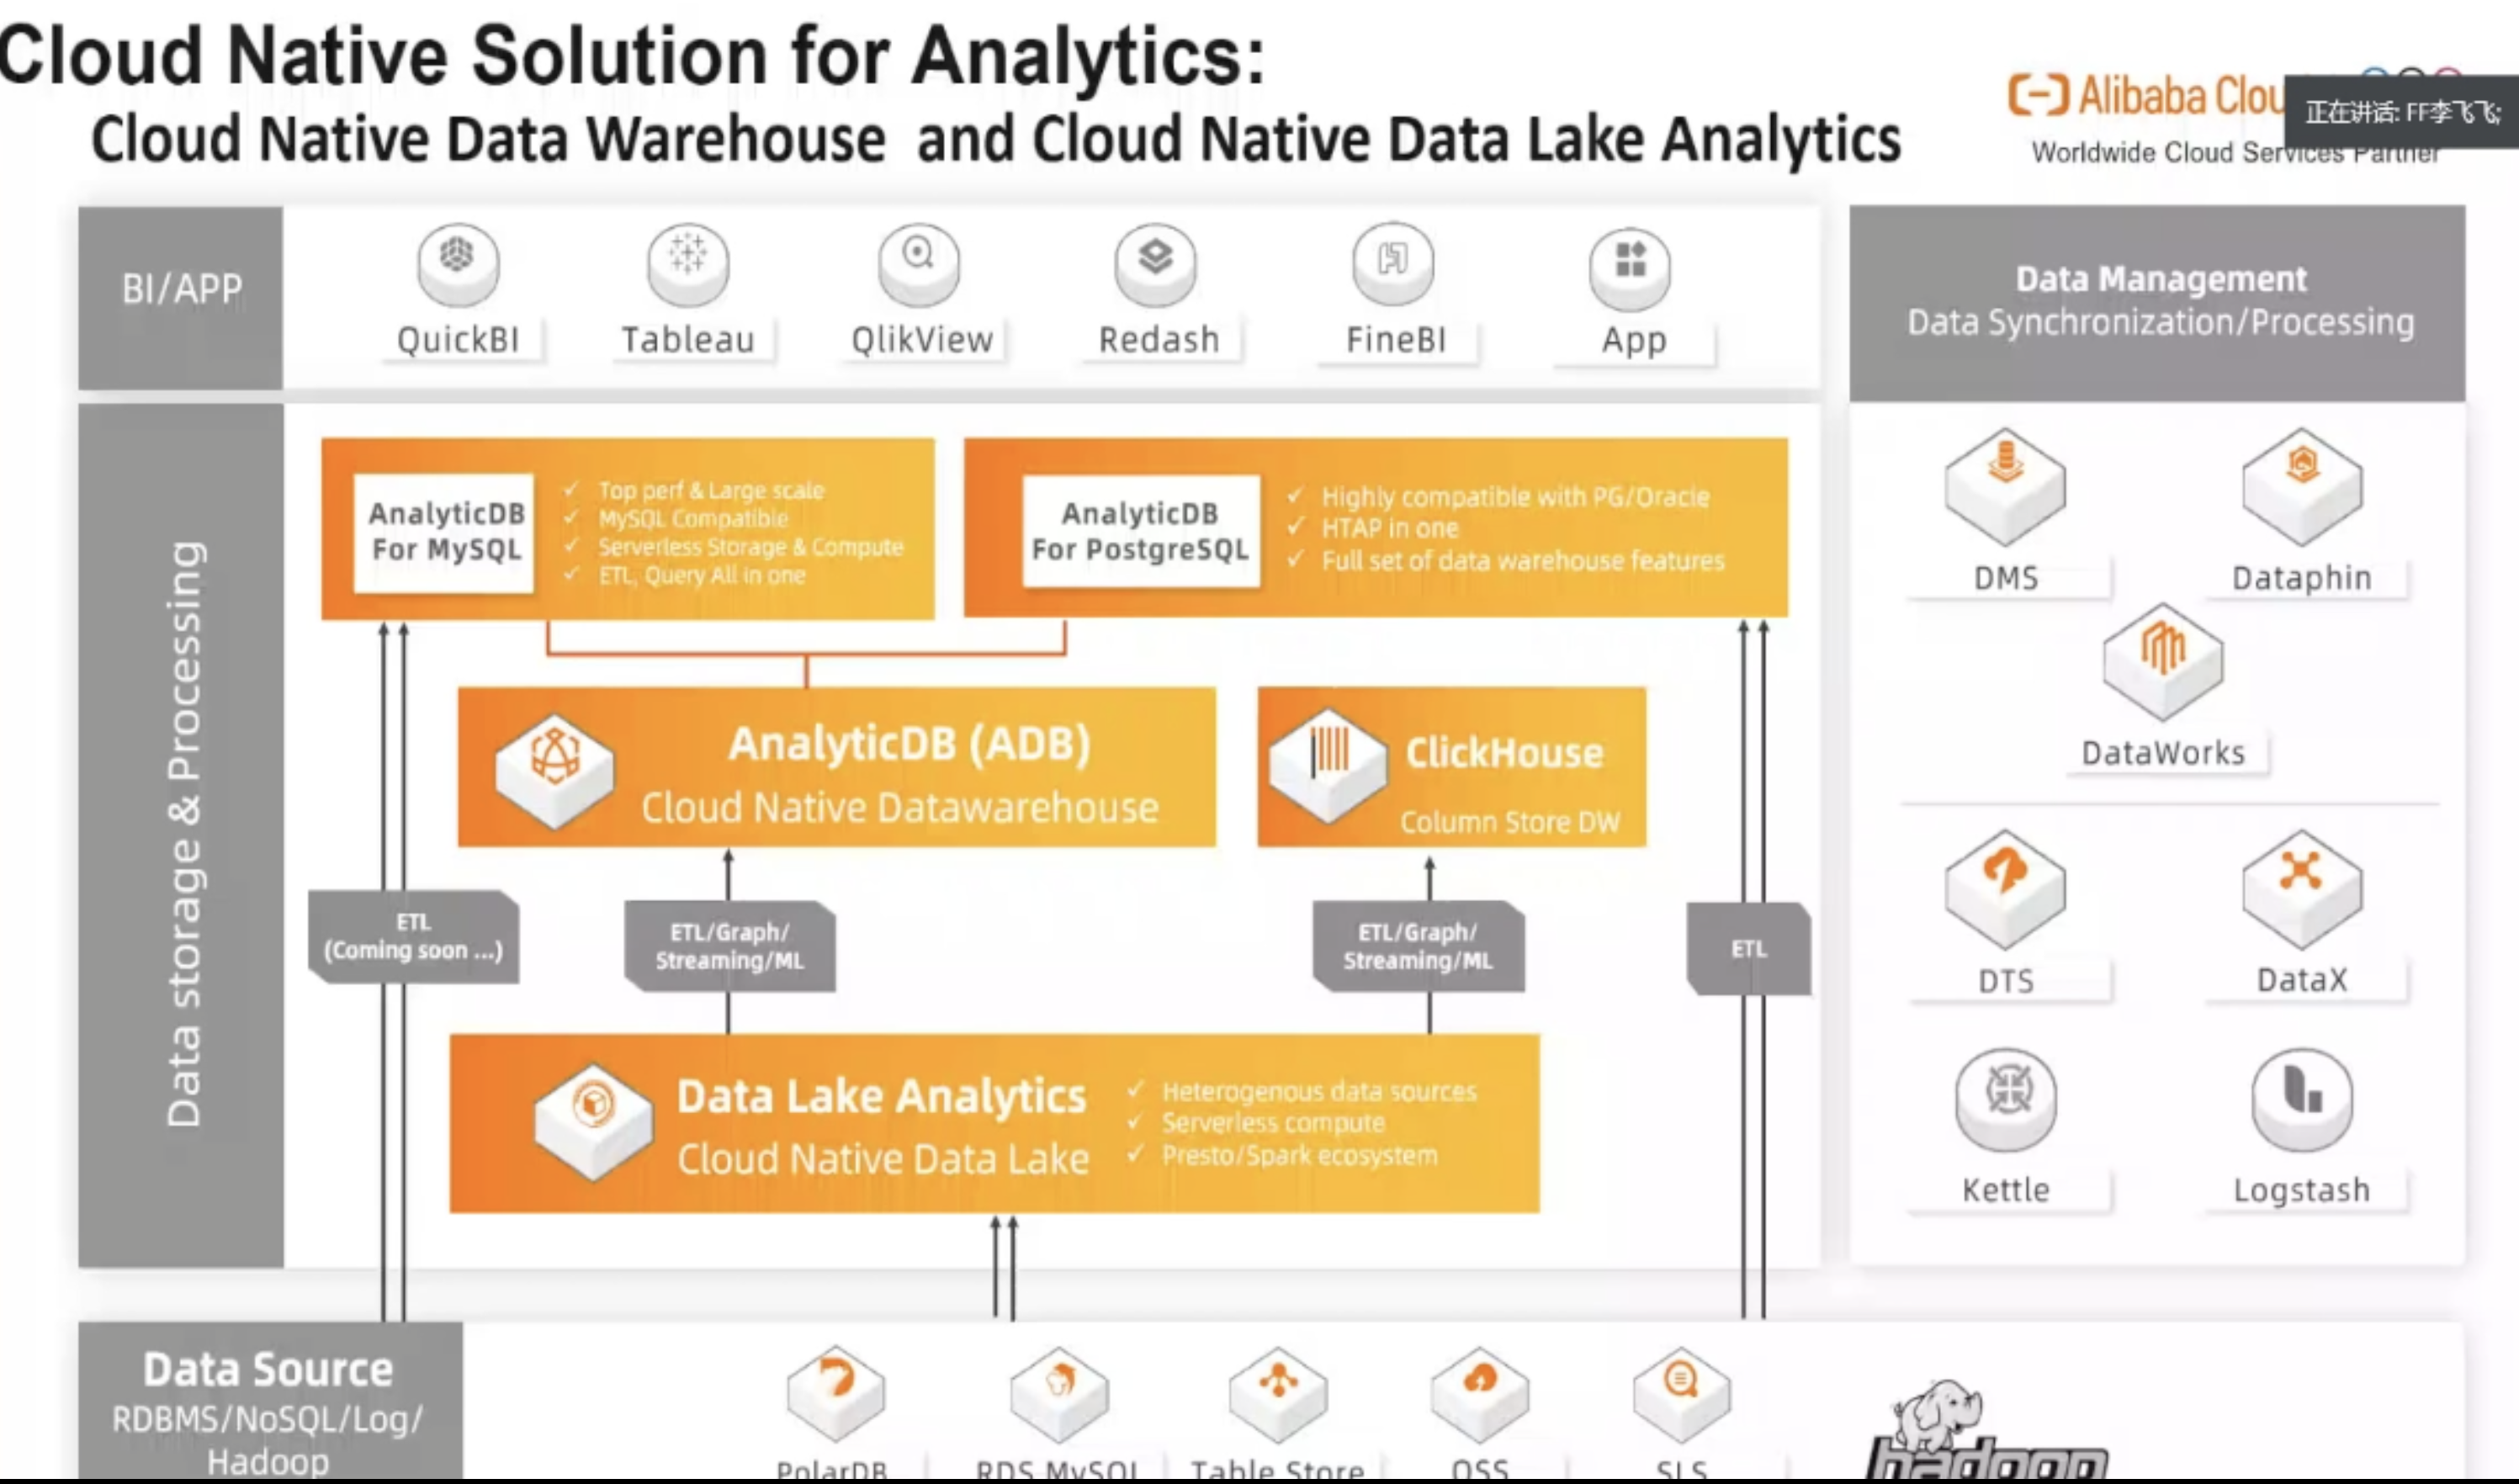 Cloud Native Solution for Analytics:
Cloud Native Data Warehouse and Cloud Native Data Lake Analytics
Alibaba Clou
正在讲话: FF李飞飞;
Worldwide Cloud Services Partner
BI/APP
QuickBI
Tableau
QlikView
Redash
FineBI
App
Data Management
Data Synchronization/Processing
Data storage & Processing
AnalyticDB
For MySQL
✓ Top perf & Large scale
✓ MySQL Compatible
✓ Serverless Storage & Compute
✓ ETL, Query All in one
AnalyticDB
For PostgreSQL
✓ Highly compatible with PG/Oracle
✓ HTAP in one
✓ Full set of data warehouse features
AnalyticDB (ADB)
Cloud Native Datawarehouse
ClickHouse
Column Store DW
ETL
(Coming soon ...)
ETL/Graph/
Streaming/ML
ETL/Graph/
Streaming/ML
ETL
Data Lake Analytics
Cloud Native Data Lake
✓ Heterogenous data sources
✓ Serverless compute
✓ Presto/Spark ecosystem
DMS
Dataphin
DataWorks
DTS
DataX
Kettle
Logstash
Data Source
RDBMS/NoSQL/Log/
Hadoop
PolarDB
RDS MySQL
Table Store
OSS
SLS
hadoop